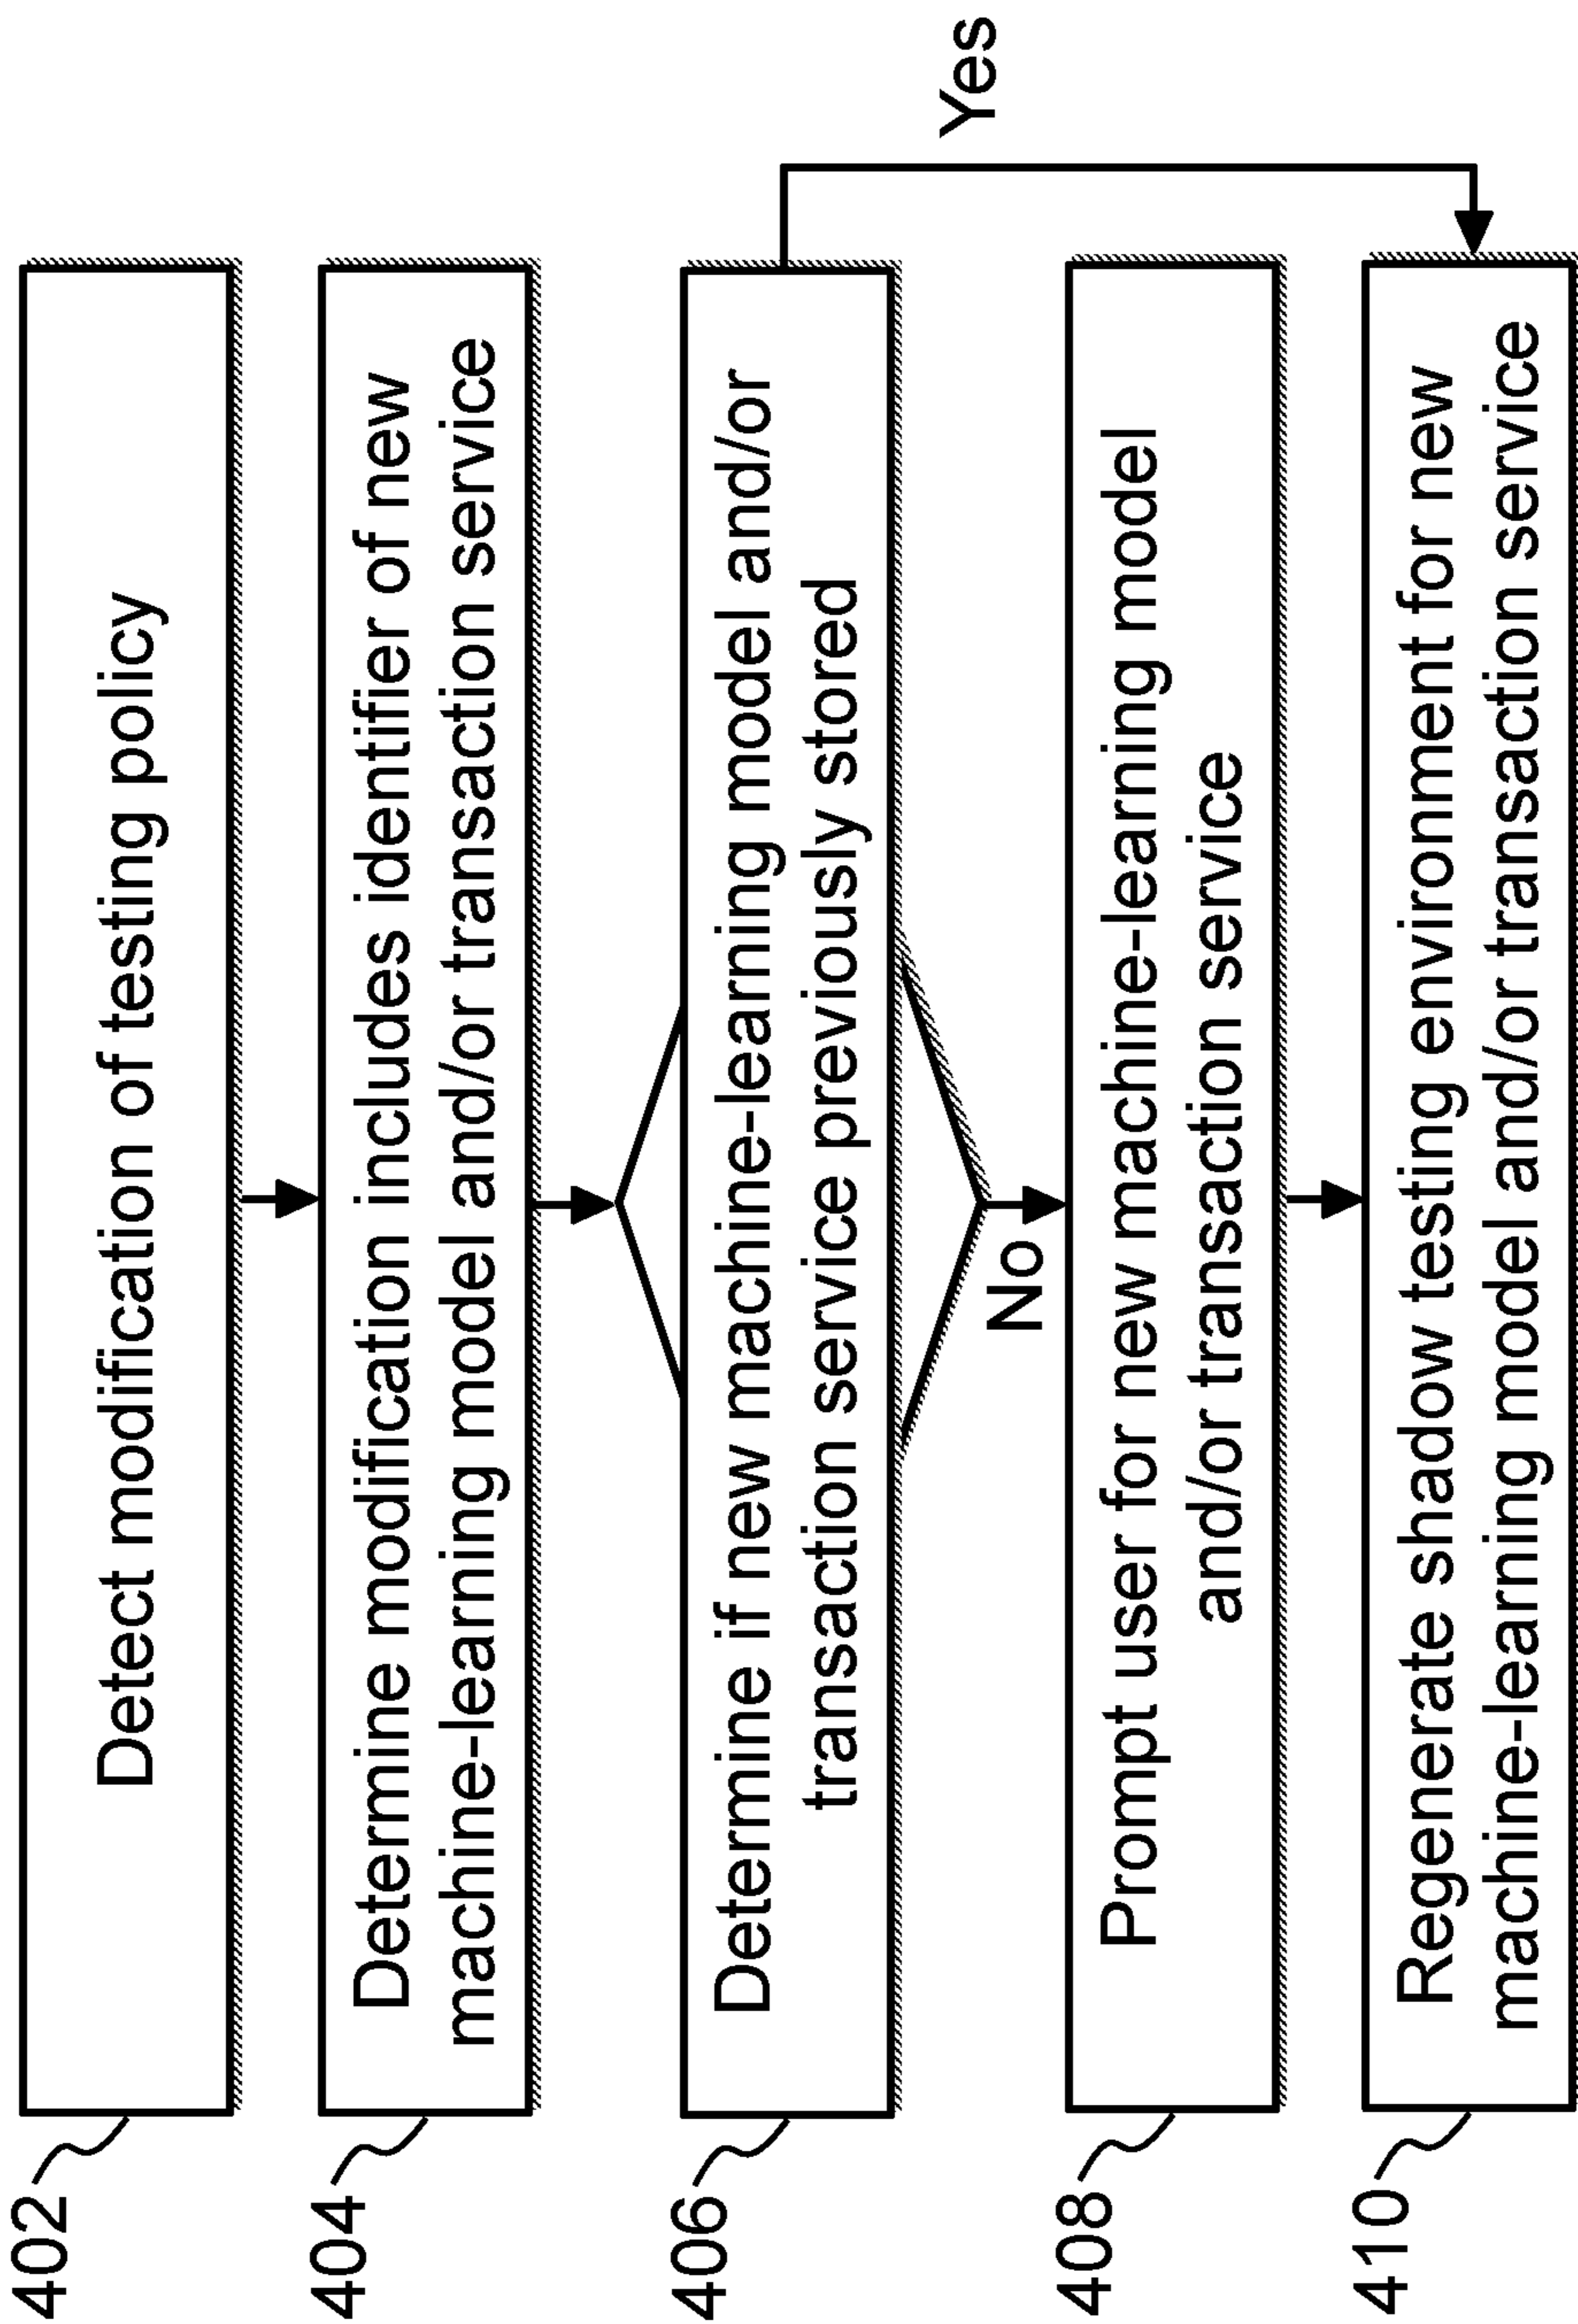 402
Detect modification of testing policy
404
Determine modification includes identifier of new
machine-learning model and/or transaction service
406
Determine if new machine-learning model and/or
transaction service previously stored
Yes
No
408
Prompt user for new machine-learning model
and/or transaction service
410
Regenerate shadow testing environment for new
machine-learning model and/or transaction service